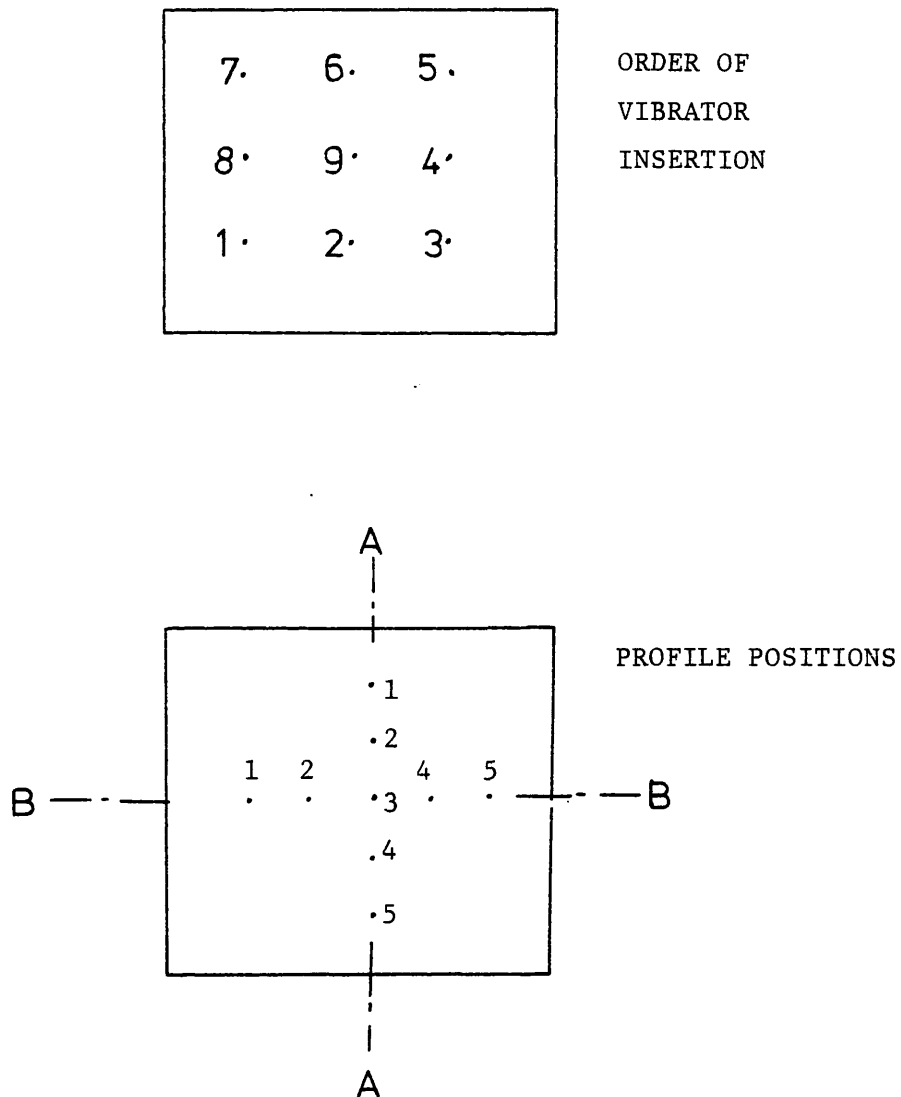 7. 6. 5.
ORDER OF
VIBRATOR
8. 9. 4.
INSERTION
1. 2. 3.
A
PROFILE POSITIONS
1
2
1 2 4 5
B 3 B
4
5
A